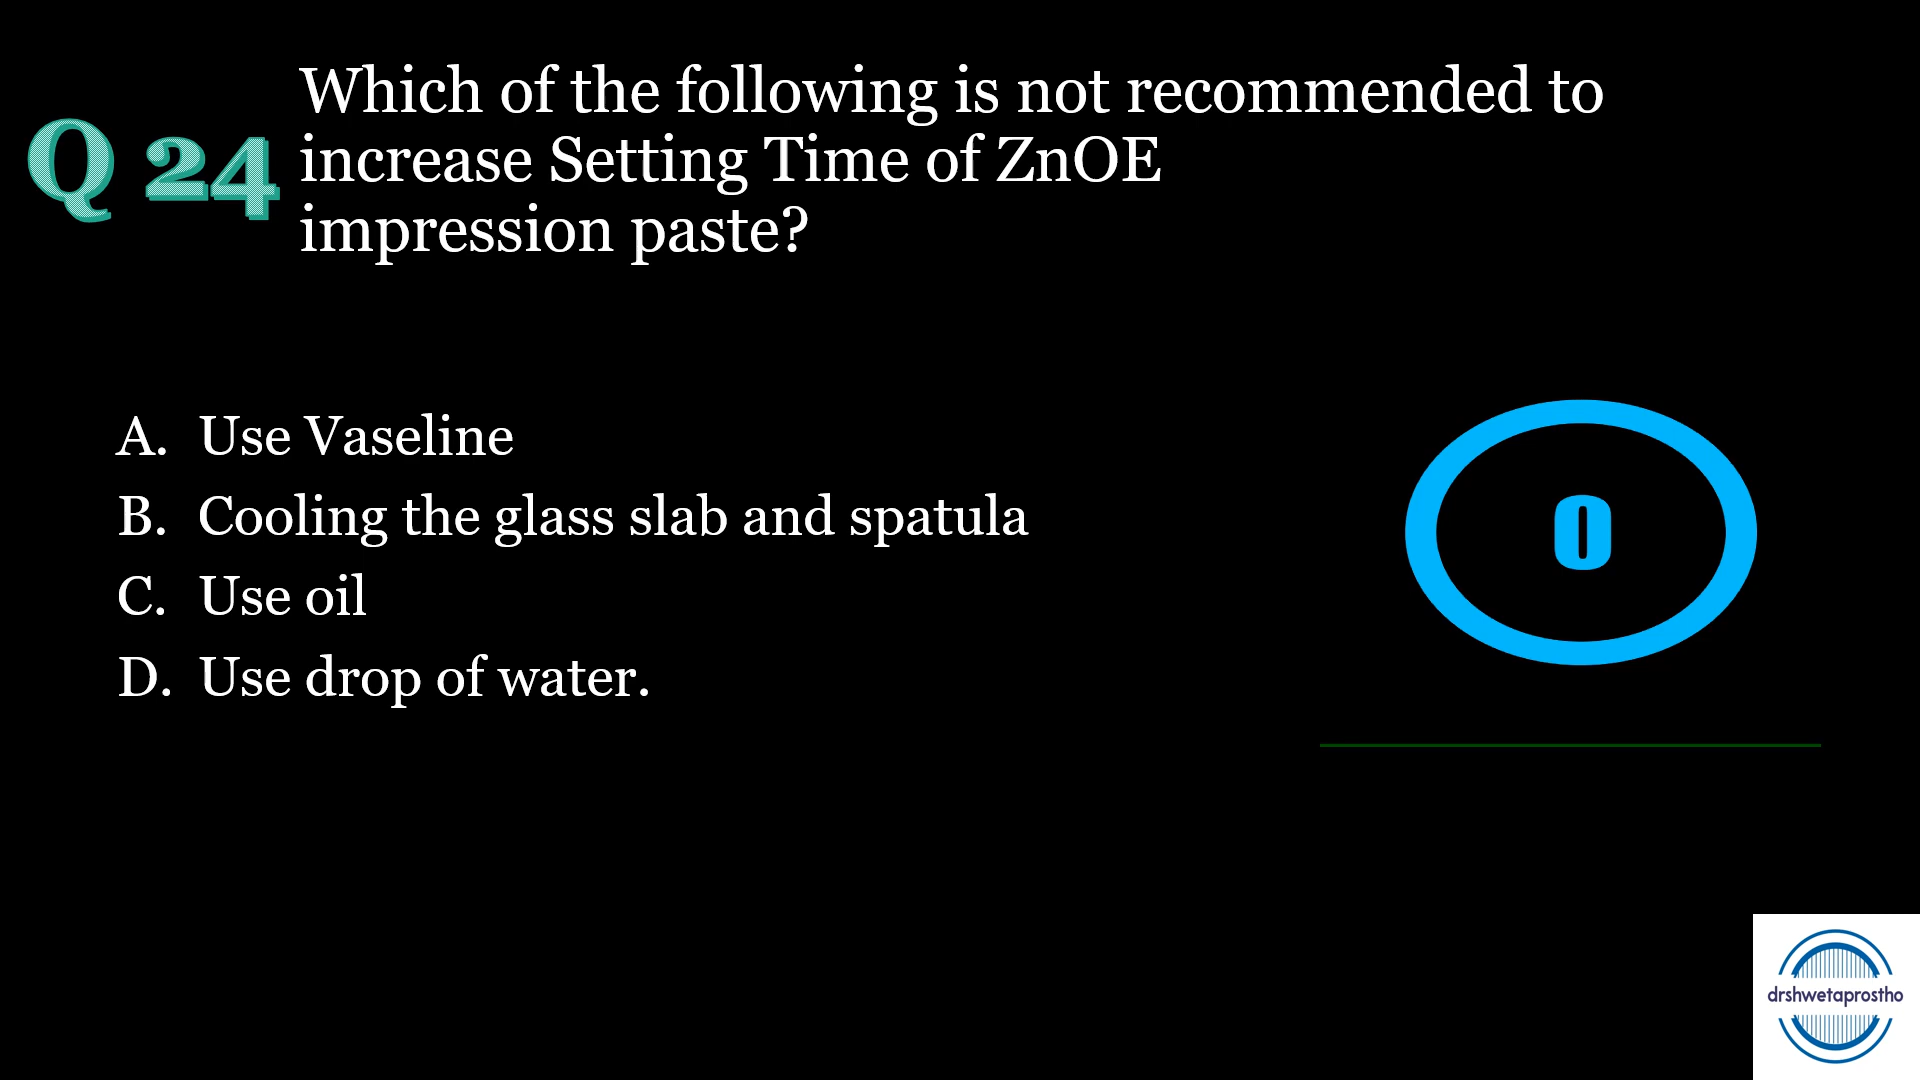 Q 24
Which of the following is not recommended to
increase Setting Time of ZnOE
impression paste?
A. Use Vaseline
B. Cooling the glass slab and spatula
C. Use oil
D. Use drop of water.
0
drshwetaprostho